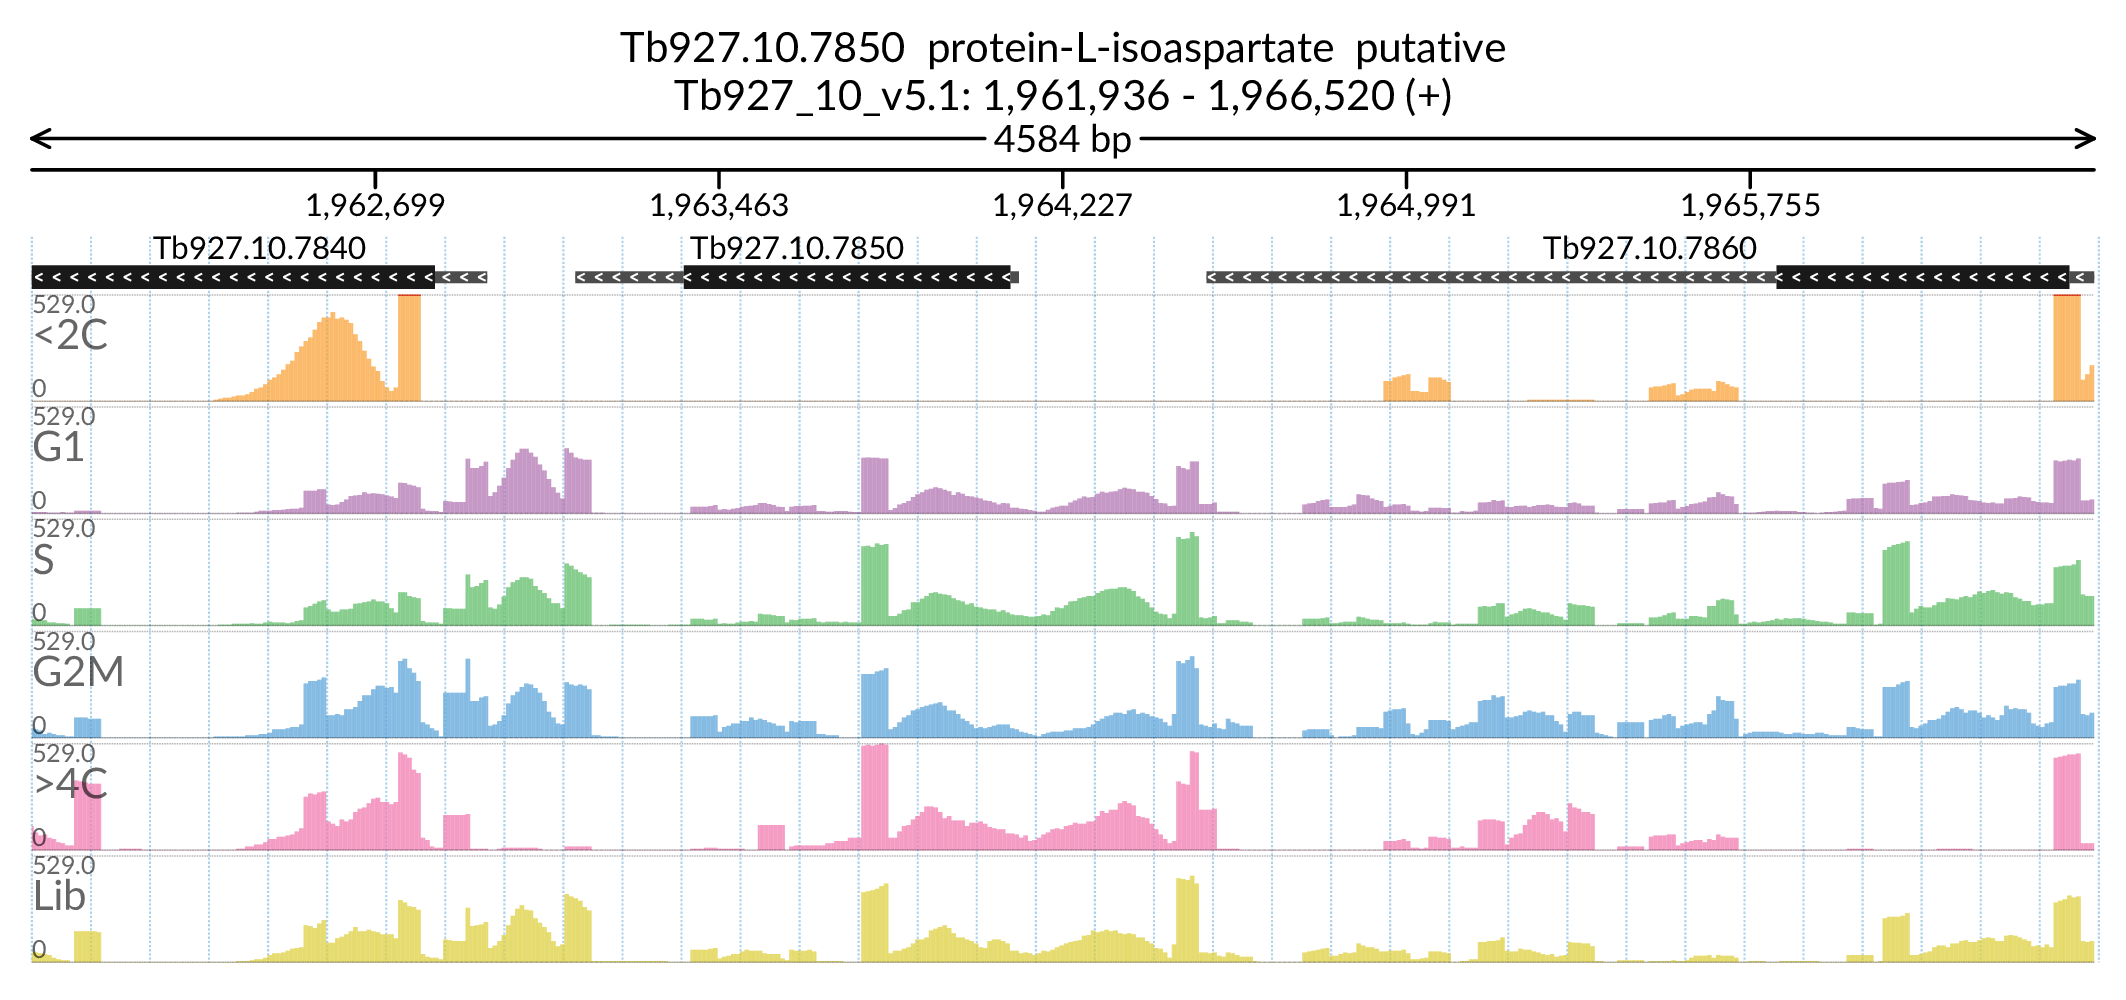 Tb927.10.7850 protein-L-isoaspartate putative
Tb927_10_v5.1: 1,961,936 - 1,966,520 (+)
4584 bp
1,962,699 1,963,463 1,964,227 1,964,991 1,965,755
Tb927.10.7840 Tb927.10.7850 Tb927.10.7860
529.0
<2C
0
529.0
G1
0
529.0
S
0
529.0
G2M
0
529.0
>4C
0
529.0
Lib
0